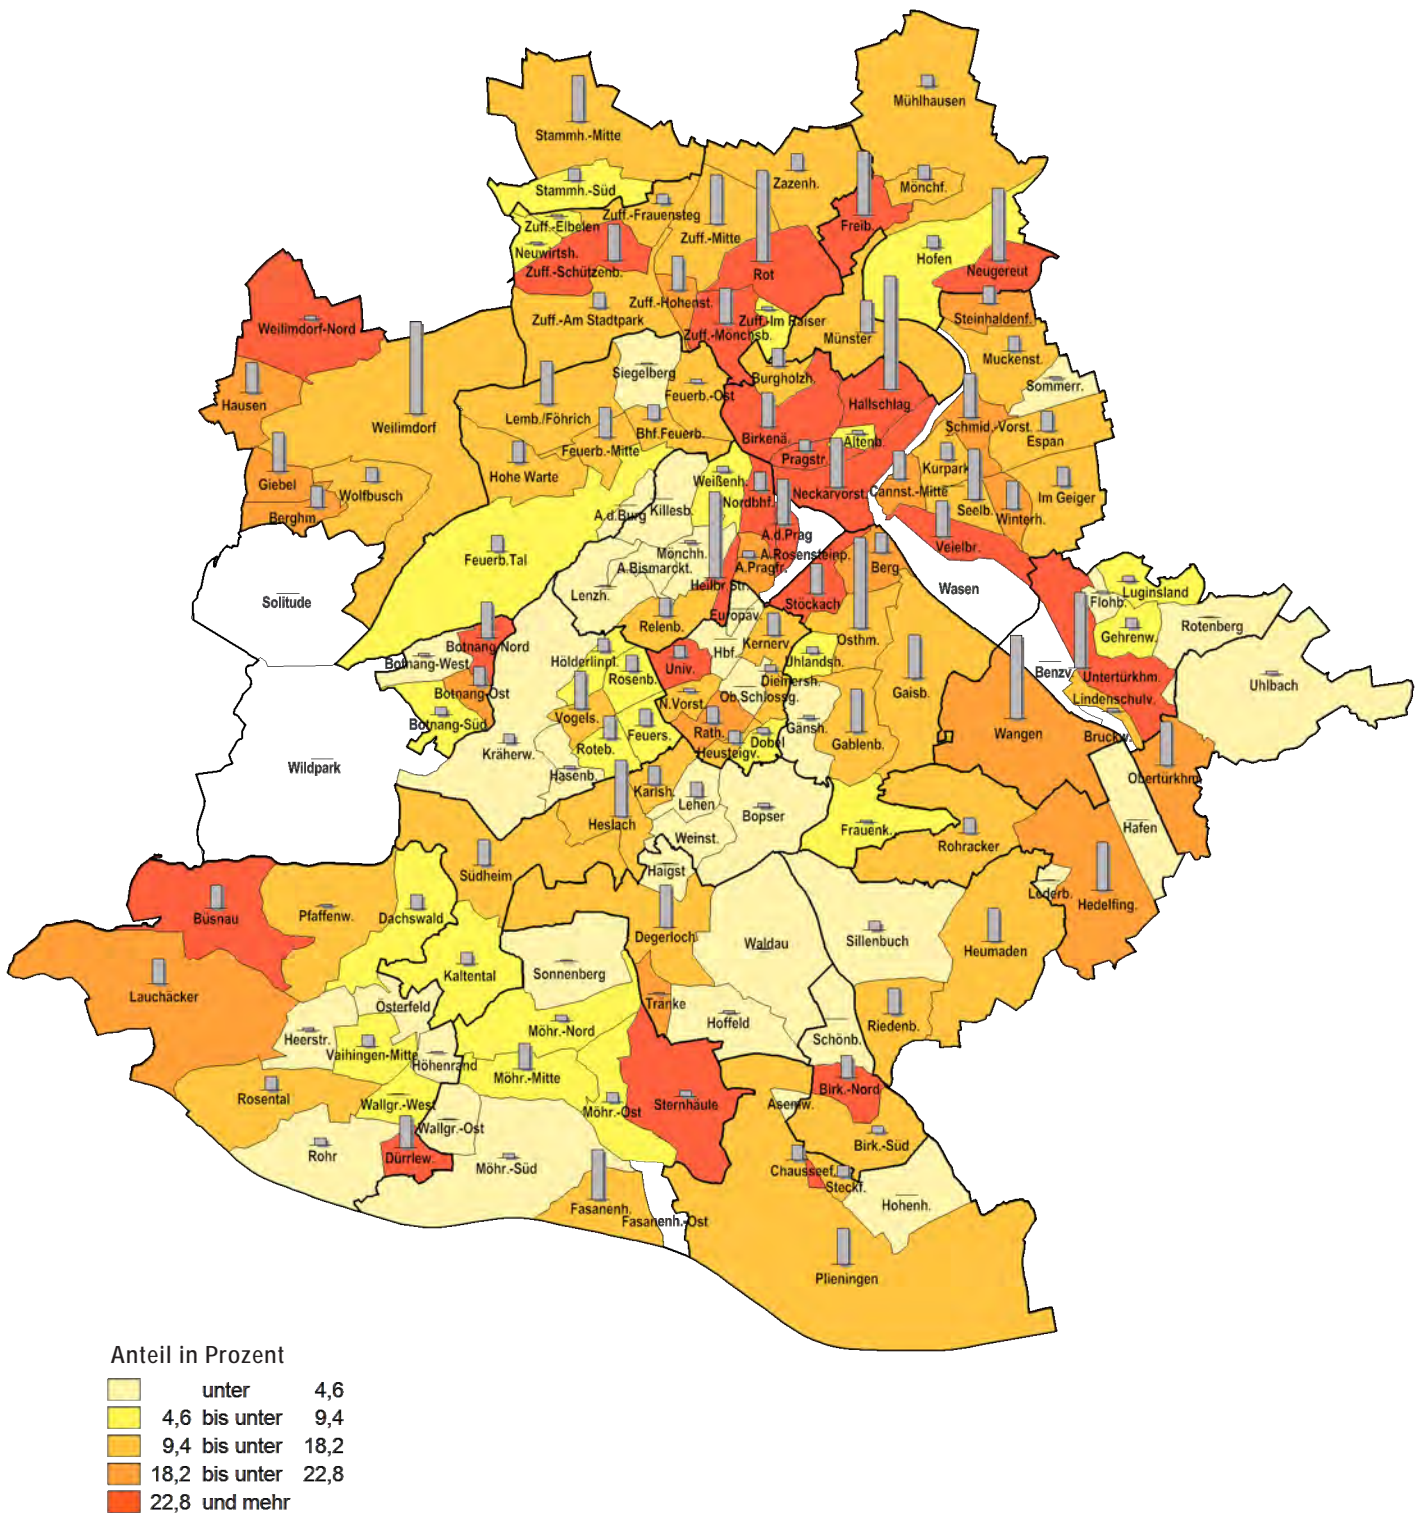 Mühlhausen
Stammh.-Mitte
Zazenh.
Mönchf.
Stammh.-Süd
Zuff.-Frauensteg
Zuff.-Elbelen
Freib.
Zuff.-Mitte
Neuwirtsh.
Hofen
Zuff.-Schützenb.
Rot
Neugereut
Zuff.-Hohenst.
Zuff.-Am Stadtpark
Zuff.-Im Raiser
Steinhaldenf.
Weilimdorf-Nord
Zuff.-Mönchsb.
Münster
Muckenst.
Siegelberg
Burgholzh.
Sommerr.
Feuerb.-Ost
Hausen
Hallschlag
Lemb./Föhrich
Weilimdorf
Schmid.-Vorst.
Bhf.Feuerb.
Birkenä.
Altenb.
Espan
Feuerb.-Mitte
Pragstr.
Kurpark
Hohe Warte
Giebel
Wolfbusch
Weißenh.
Neckarvorst.
Cannst.-Mitte
Im Geiger
Berghm.
Nordbhf.
Seelb.
Winterh.
A.d.Burg
Killesb.
A.d.Prag
Veielbr.
Mönchh.
A.Rosensteinp.
Feuerb.Tal
A.Bismarckt.
A.Pragfr.
Berg
Heilbr.Str.
Wasen
Luginsland
Lenzh.
Solitude
Stöckach
Flohb.
Europav.
Relenb.
Rotenberg
Gehrenw.
Kernerv.
Osthm.
Botnang-Nord
Hbf.
Botnang-West
Hölderlinpl.
Univ.
Uhlandsh.
Benzv.
Untertürkhm.
Rosenb.
Diemersh.
Uhlbach
Botnang-Ost
Gaisb.
Ob.Schlossg.
Lindenschulv.
N.Vorst.
Vogels.
Botnang-Süd
Gänsh.
Wangen
Feuers.
Rath.
Dobel
Bruckw.
Gablenb.
Roteb.
Heusteigv.
Kräherw.
Wildpark
Hasenb.
Obertürkhm.
Karlsh.
Lehen
Bopser
Heslach
Frauenk.
Hafen
Weinst.
Rohracker
Haigst
Südheim
Lederb.
Hedelfing.
Büsnau
Pfaffenw.
Dachswald
Degerloch
Waldau
Sillenbuch
Heumaden
Kaltental
Sonnenberg
Lauchäcker
Tränke
Österfeld
Hoffeld
Riedenb.
Möhr.-Nord
Heerstr.
Schönb.
Vaihingen-Mitte
Höhenrand
Möhr.-Mitte
Birk.-Nord
Rosental
Wallgr.-West
Sternhäule
Asemw.
Möhr.-Ost
Wallgr.-Ost
Birk.-Süd
Rohr
Dürrlew.
Möhr.-Süd
Chausseef.
Steckf.
Hohenh.
Fasanenh.
Fasanenh.-Ost
Plieningen
Anteil in Prozent
unter 4,6
4,6 bis unter 9,4
9,4 bis unter 18,2
18,2 bis unter 22,8
22,8 und mehr